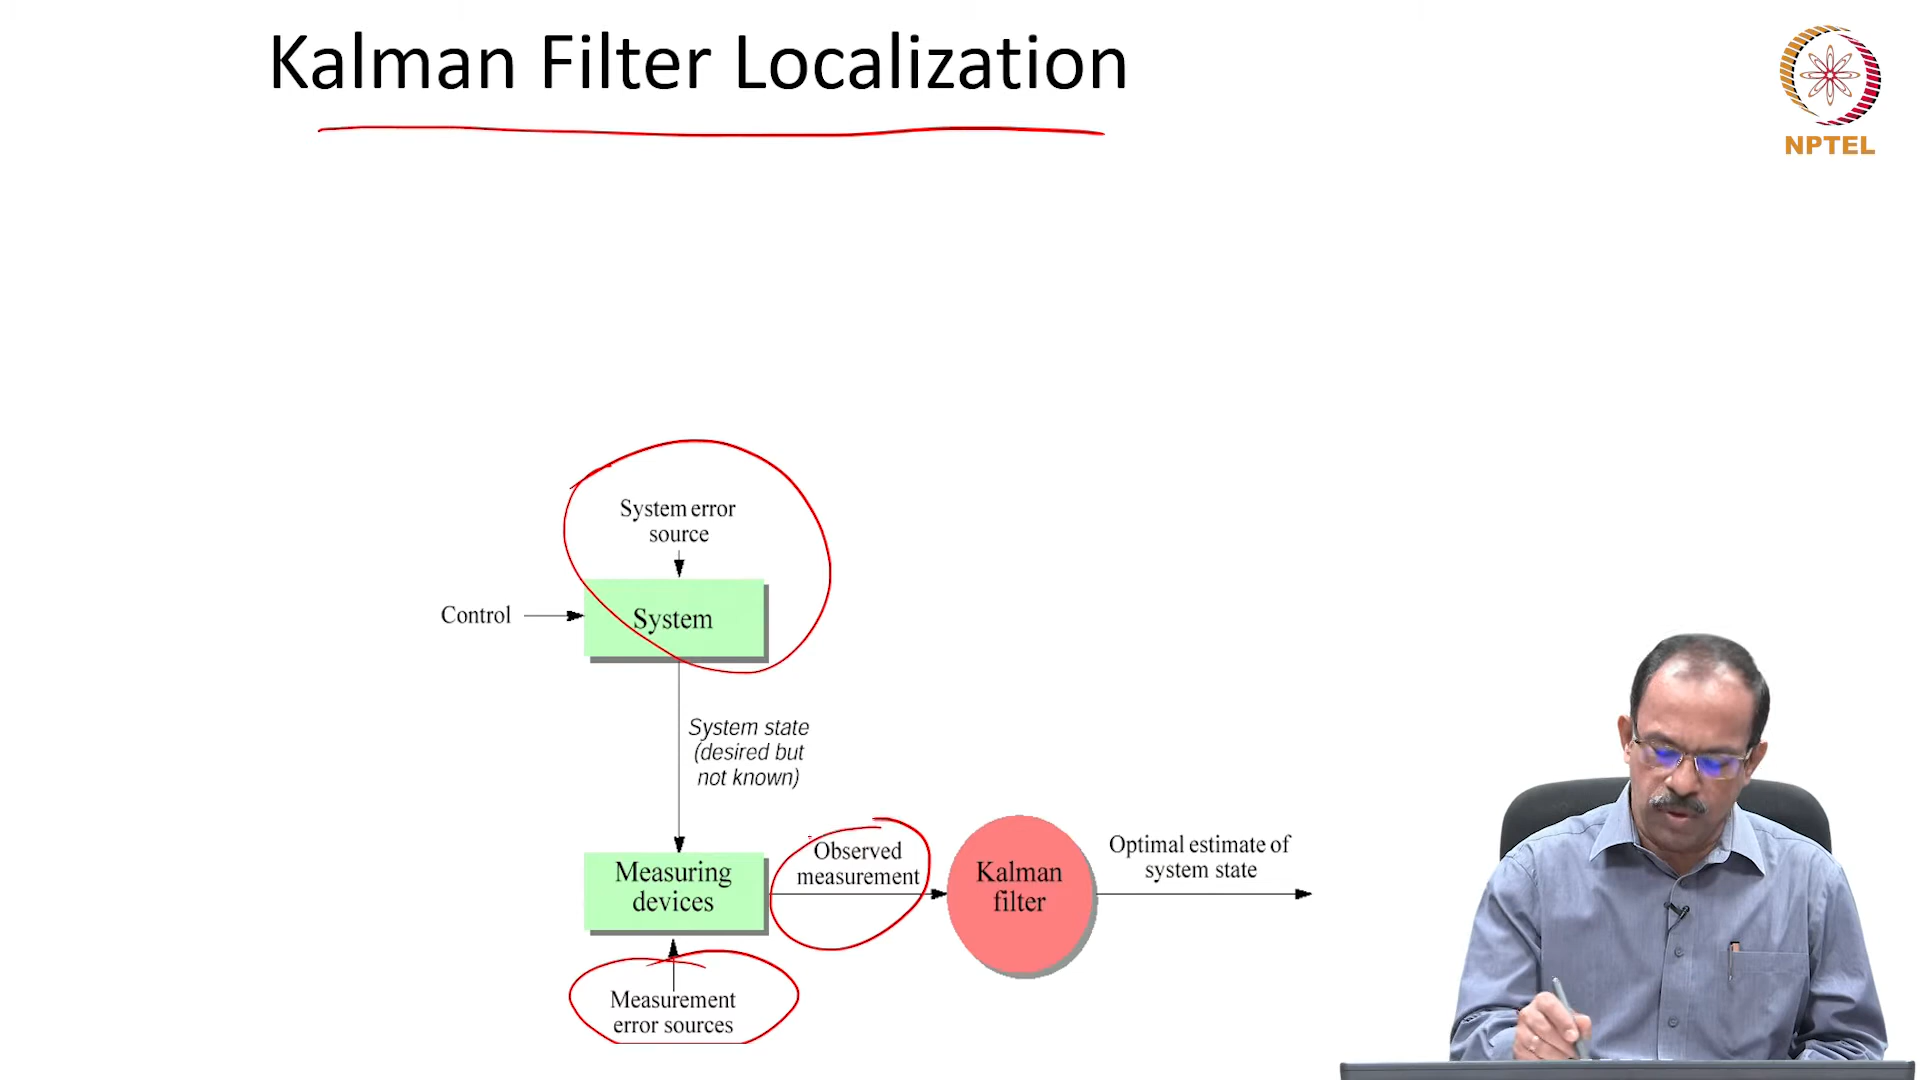 Kalman Filter Localization
NPTEL
System error
source
Control
System
System state
(desired but
not known)
Measuring
devices
Observed
measurement
Kalman
filter
Optimal estimate of
system state
Measurement
error sources